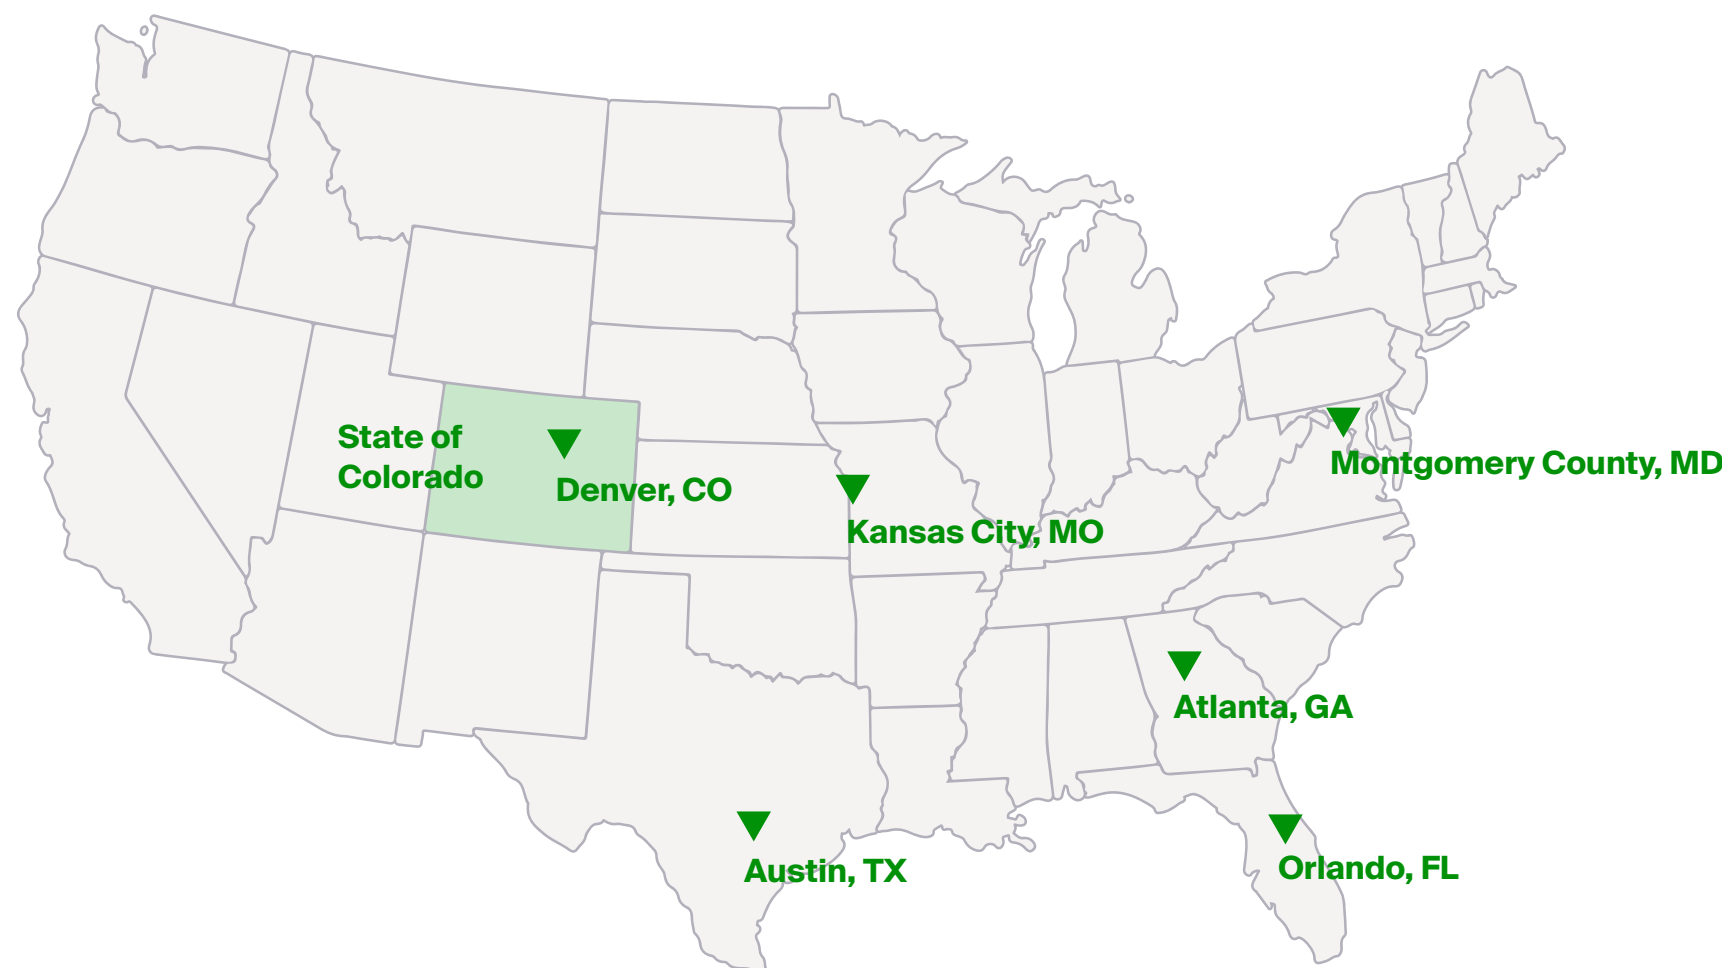 State of
Colorado
Denver, CO
Montgomery County, MD
Kansas City, MO
Atlanta, GA
Austin, TX
Orlando, FL